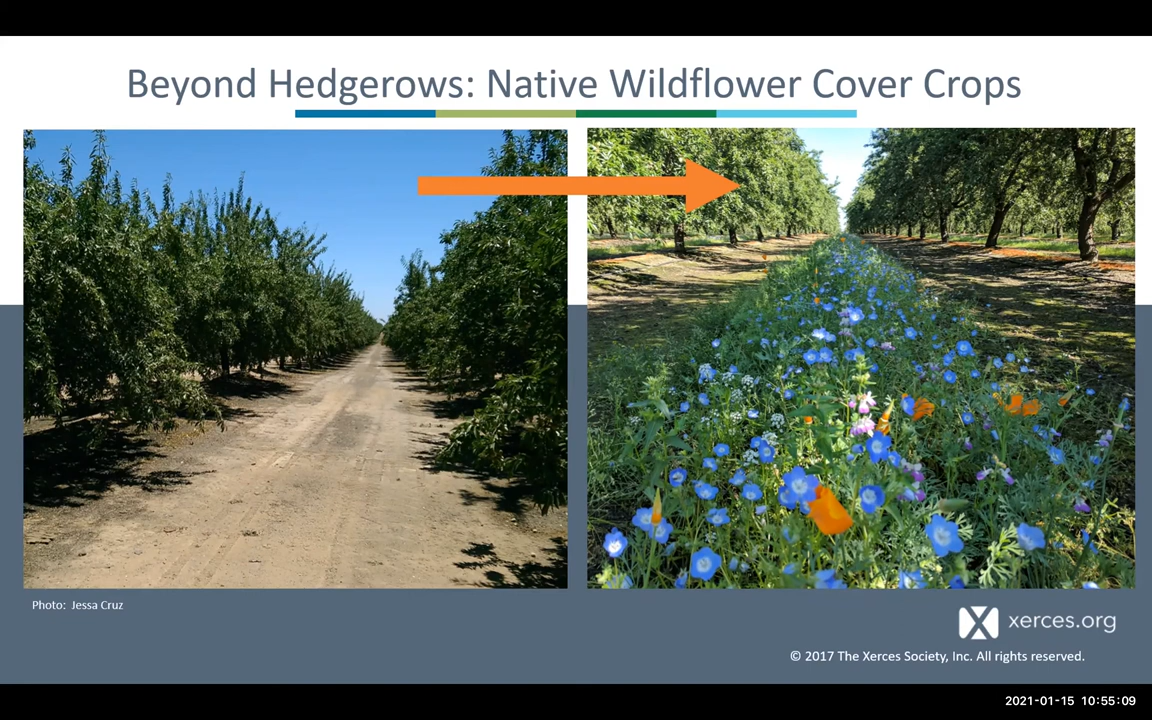 Beyond Hedgerows: Native Wildflower Cover Crops
Photo: Jessa Cruz
xerces.org
© 2017 The Xerces Society, Inc. All rights reserved.
2021-01-15 10:55:09